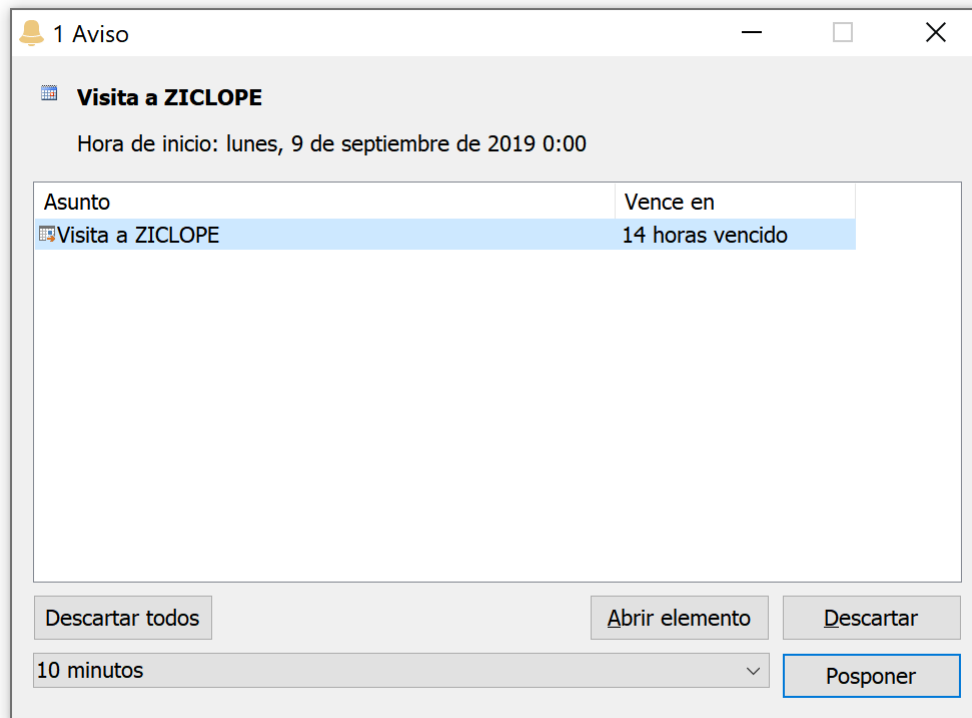 1 Aviso
Visita a ZICLOPE
Hora de inicio: lunes, 9 de septiembre de 2019 0:00
Asunto Vence en
Visita a ZICLOPE 14 horas vencido
Descartar todos Abrir elemento Descartar
10 minutos Posponer